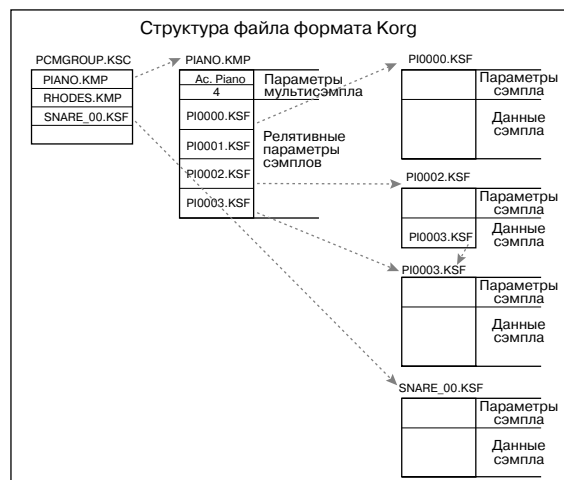 Структура файла формата Korg
PCMGROUP.KSC
PIANO.KMP
RHODES.KMP
SNARE_00.KSF
PIANO.KMP
Ac. Piano
4
PI0000.KSF
PI0001.KSF
PI0002.KSF
PI0003.KSF
Параметры
мультисэмпла
Релятивные
параметры
сэмплов
PI0000.KSF
Параметры
сэмпла
Данные
сэмпла
PI0002.KSF
Параметры
сэмпла
PI0003.KSF
Данные
сэмпла
PI0003.KSF
Параметры
сэмпла
Данные
сэмпла
SNARE_00.KSF
Параметры
сэмпла
Данные
сэмпла